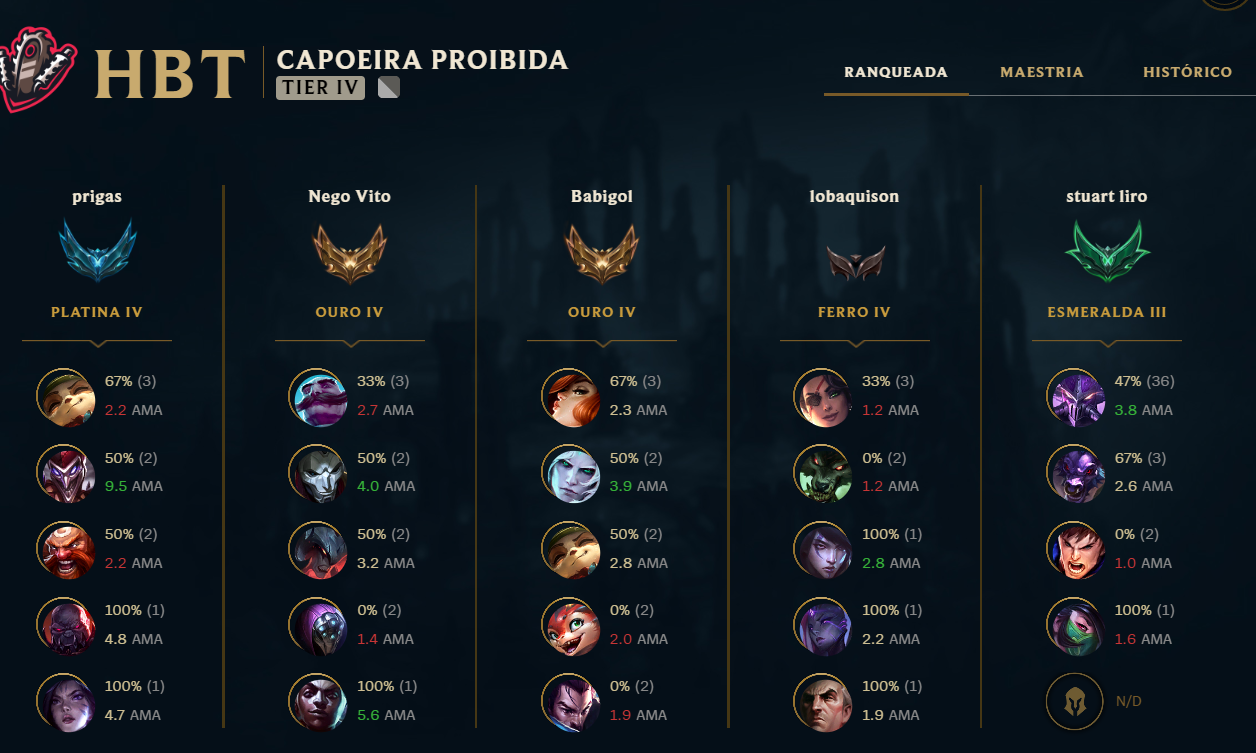 HBT
CAPOEIRA PROIBIDA
TIER IV
RANQUEADA MAESTRIA HISTÓRICO
prigas
PLATINA IV
67% (3)
2.2 AMA
50% (2)
9.5 AMA
50% (2)
2.2 AMA
100% (1)
4.8 AMA
100% (1)
4.7 AMA
Nego Vito
OURO IV
33% (3)
2.7 AMA
50% (2)
4.0 AMA
50% (2)
3.2 AMA
0% (2)
1.4 AMA
100% (1)
5.6 AMA
Babigol
OURO IV
67% (3)
2.3 AMA
50% (2)
3.9 AMA
50% (2)
2.8 AMA
0% (2)
2.0 AMA
0% (2)
1.9 AMA
lobaquison
FERRO IV
33% (3)
1.2 AMA
0% (2)
1.2 AMA
100% (1)
2.8 AMA
100% (1)
2.2 AMA
100% (1)
1.9 AMA
stuart liro
ESMERALDA III
47% (36)
3.8 AMA
67% (3)
2.6 AMA
0% (2)
1.0 AMA
100% (1)
1.6 AMA
N/D